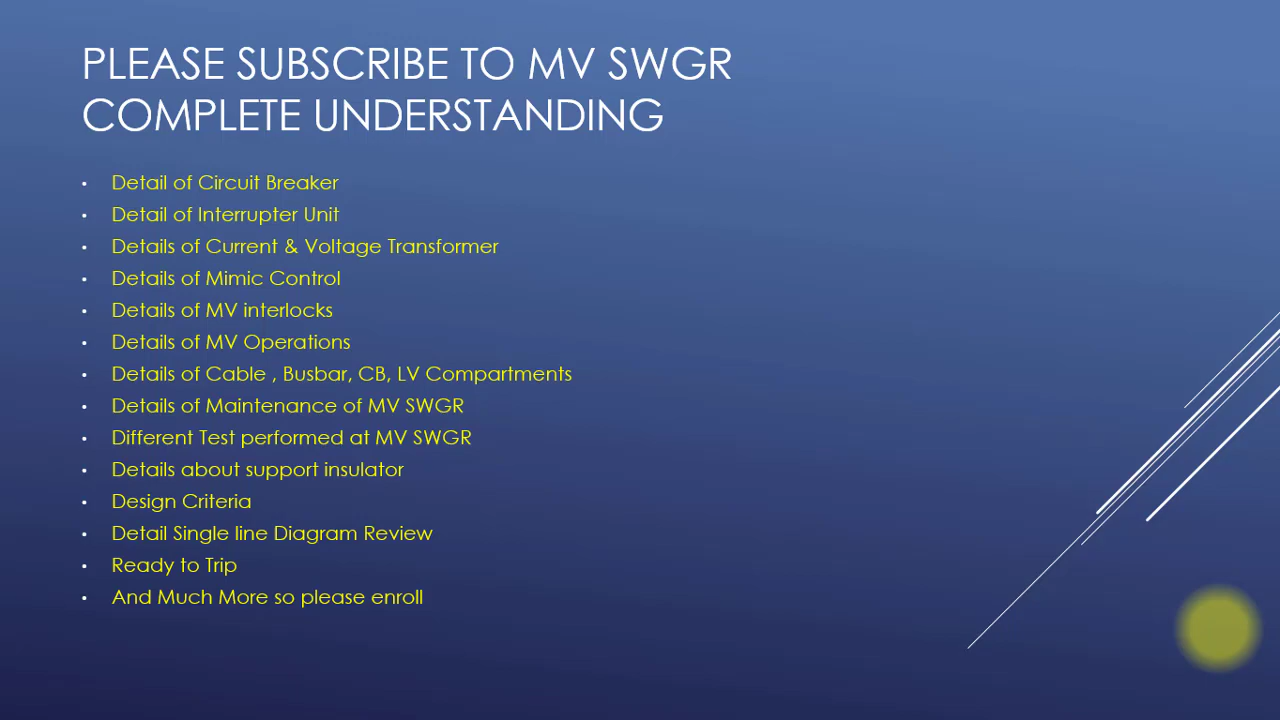 PLEASE SUBSCRIBE TO MV SWGR
COMPLETE UNDERSTANDING
• Detail of Circuit Breaker
• Detail of Interrupter Unit
• Details of Current & Voltage Transformer
• Details of Mimic Control
• Details of MV interlocks
• Details of MV Operations
• Details of Cable , Busbar, CB, LV Compartments
• Details of Maintenance of MV SWGR
• Different Test performed at MV SWGR
• Details about support insulator
• Design Criteria
• Detail Single line Diagram Review
• Ready to Trip
• And Much More so please enroll